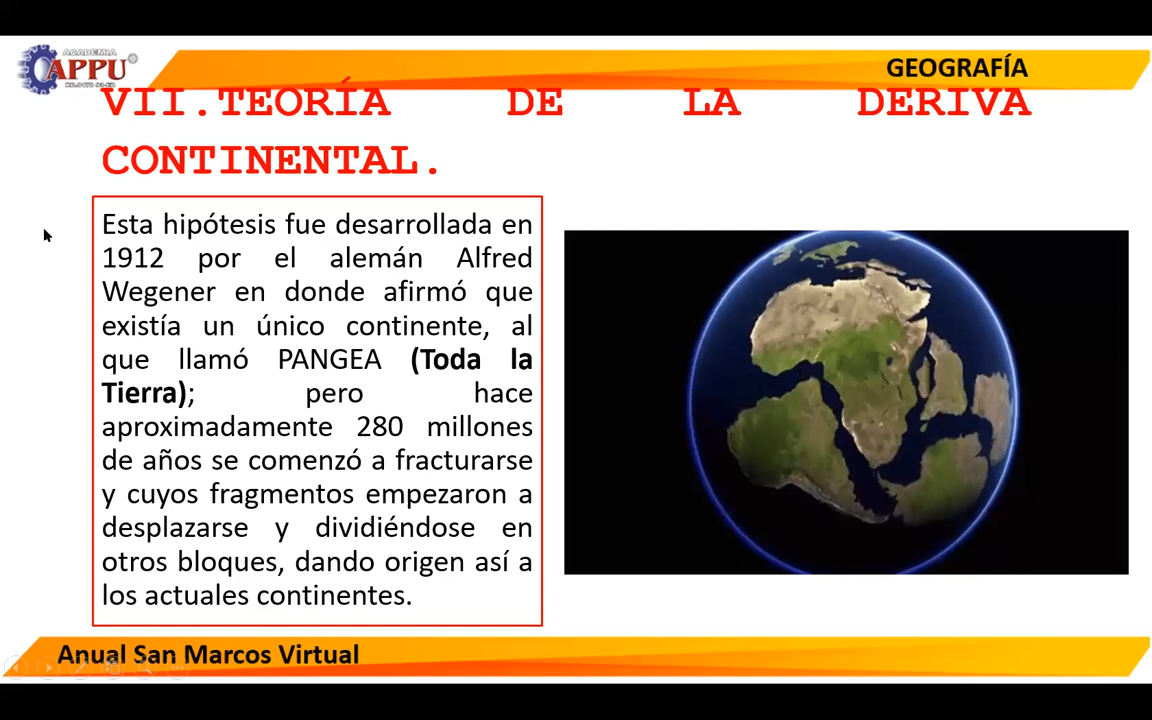 ACADEMIA
APPU
GEOGRAFÍA
VII.TEORÍA DE LA DERIVA
CONTINENTAL.
Esta hipótesis fue desarrollada en
1912 por el alemán Alfred
Wegener en donde afirmó que
existía un único continente, al
que llamó PANGEA (Toda la
Tierra); pero hace
aproximadamente 280 millones
de años se comenzó a fracturarse
y cuyos fragmentos empezaron a
desplazarse y dividiéndose en
otros bloques, dando origen así a
los actuales continentes.
Anual San Marcos Virtual